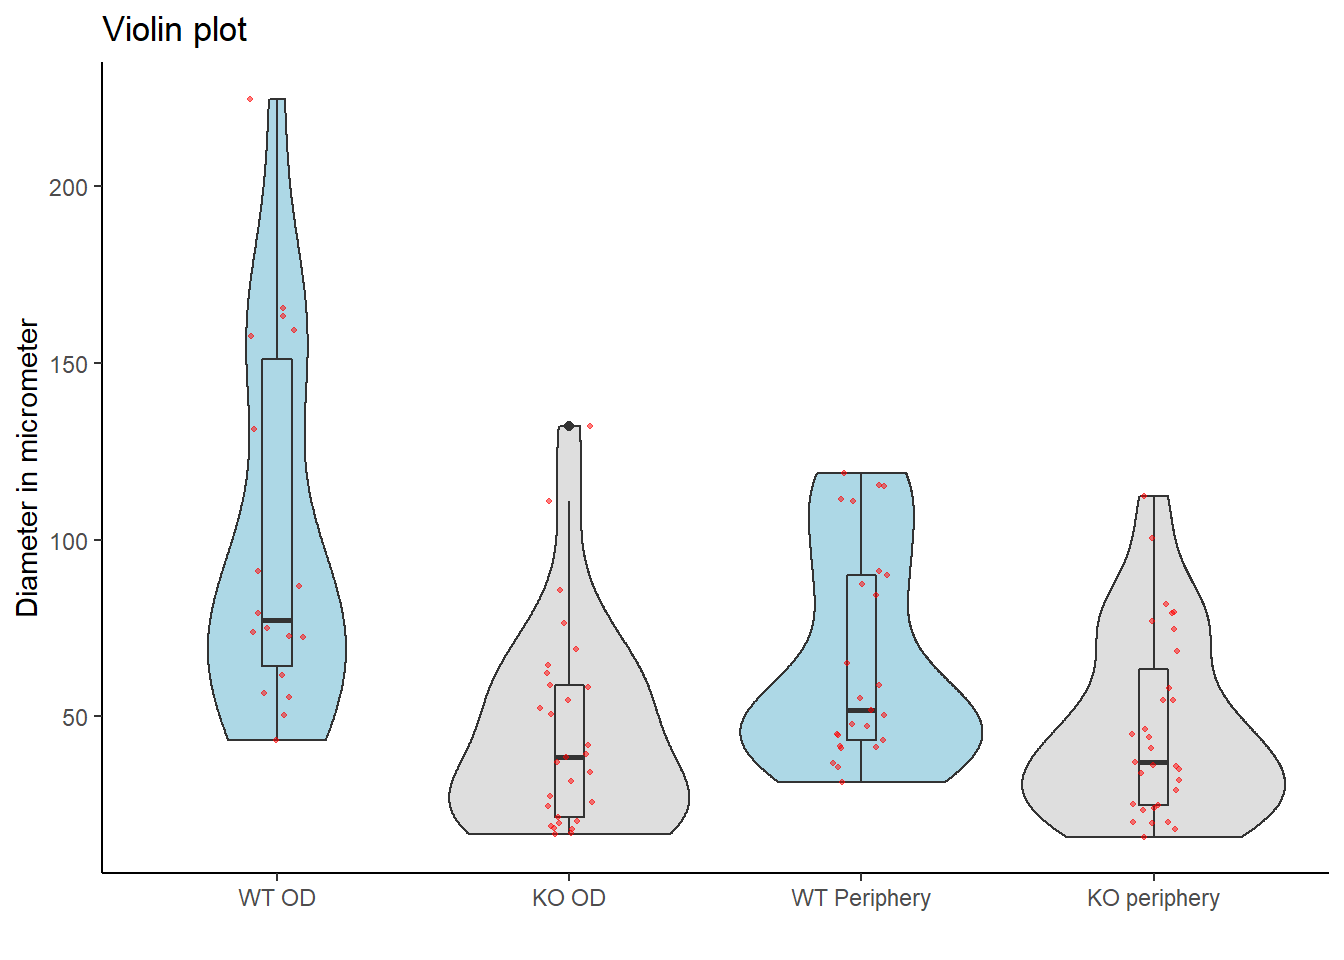 Violin plot
Diameter in micrometer
200
150
100
50
WT OD
KO OD
WT Periphery
KO periphery